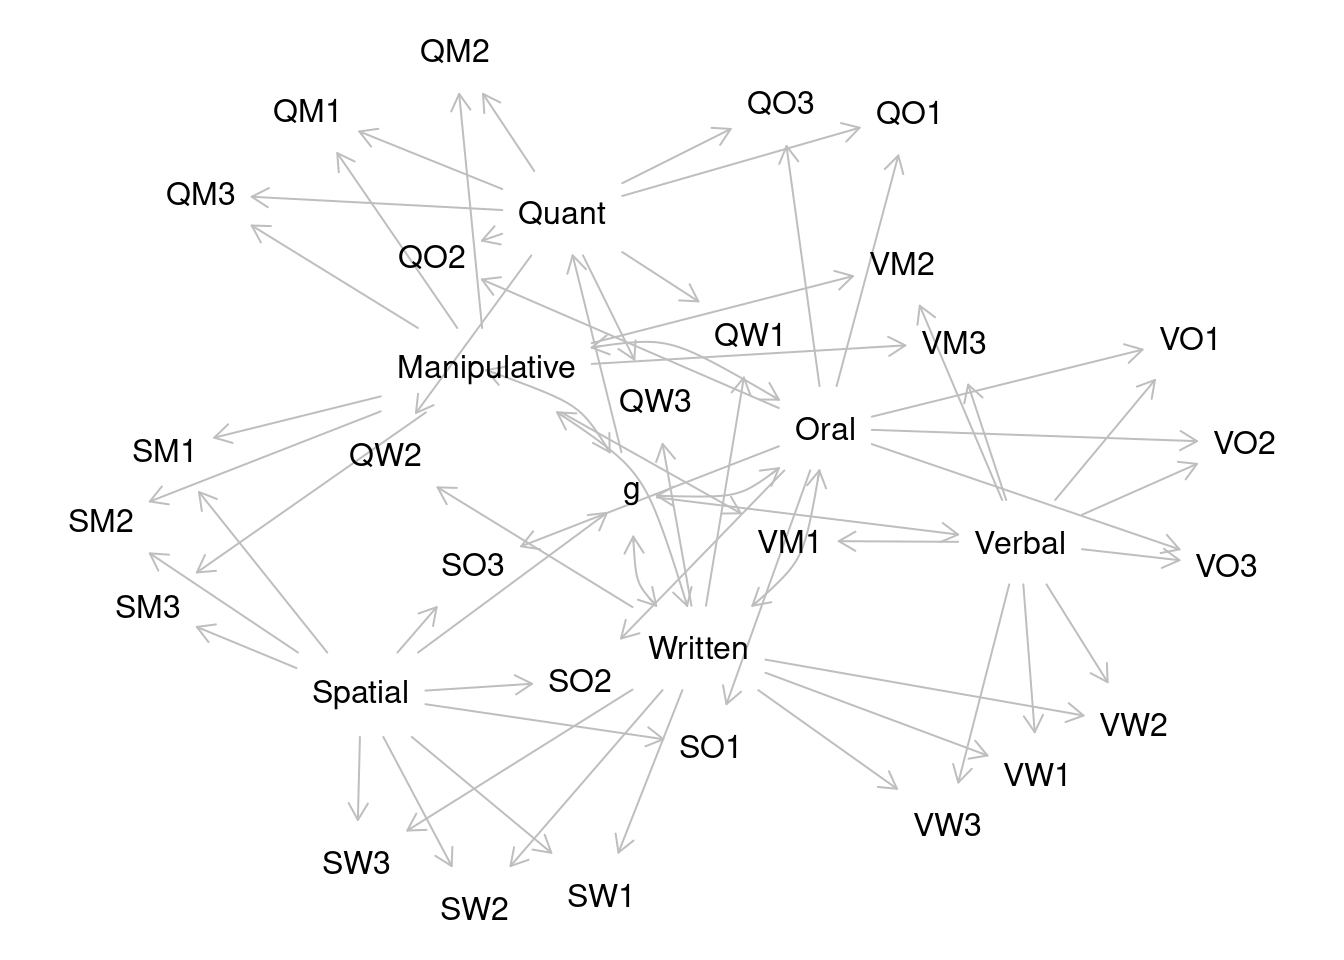 QM2
QM1
QO3
QO1
QM3
Quant
QO2
VM2
QW1
VM3
VO1
Manipulative
QW3
Oral
VO2
SM1
QW2
g
SM2
VM1
Verbal
SO3
VO3
SM3
Written
Spatial
SO2
SO1
VW2
VW1
VW3
SW3
SW2
SW1